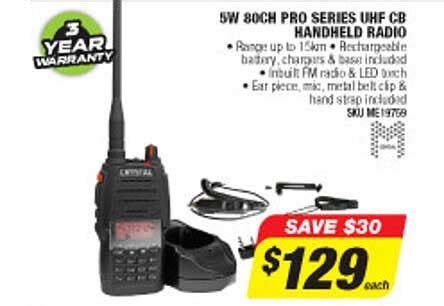 3
YEAR
WARRANTY
5W 80CH PRO SERIES UHF CB
HANDHELD RADIO
• Range up to 15km • Rechargeable
battery, chargers & base included
• Inbuilt FM radio & LED torch
• Ear piece, mic, metal belt clip &
hand strap included
SKU ME19759
CRYSTAL
SAVE $30
$129 each